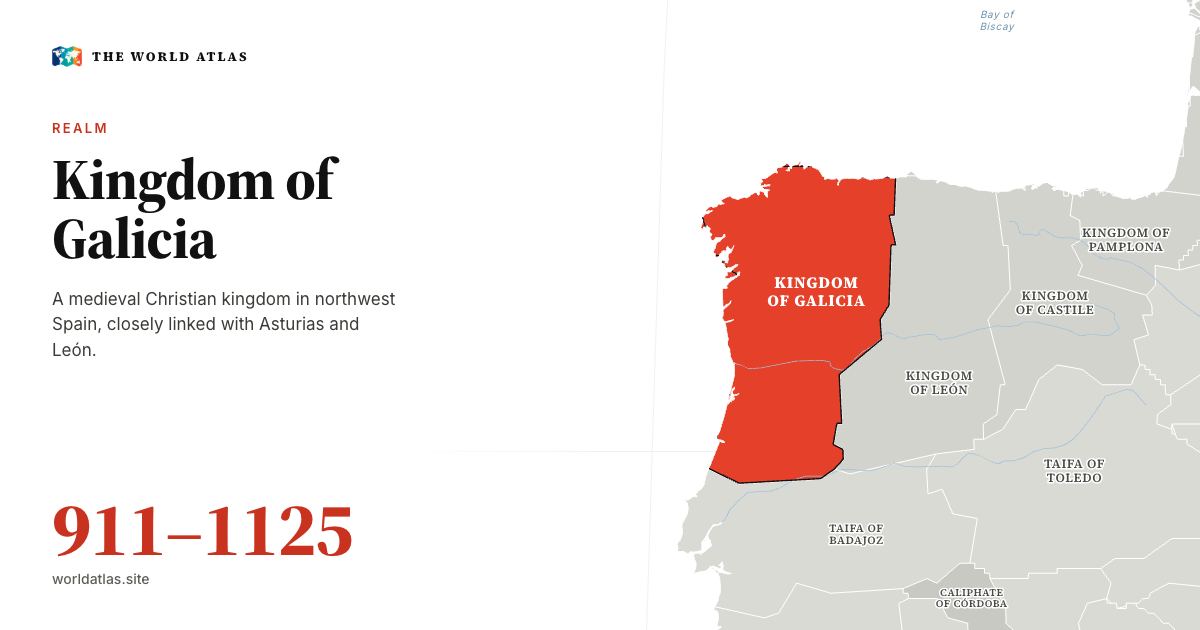 THE WORLD ATLAS
REALM
Kingdom of
Galicia
A medieval Christian kingdom in northwest
Spain, closely linked with Asturias and
León.
911–1125
worldatlas.site
Bay of
Biscay
KINGDOM
OF GALICIA
KINGDOM OF
PAMPLONA
KINGDOM
OF CASTILE
KINGDOM
OF LEÓN
TAIFA OF
TOLEDO
TAIFA OF
BADAJOZ
CALIPHATE
OF CÓRDOBA